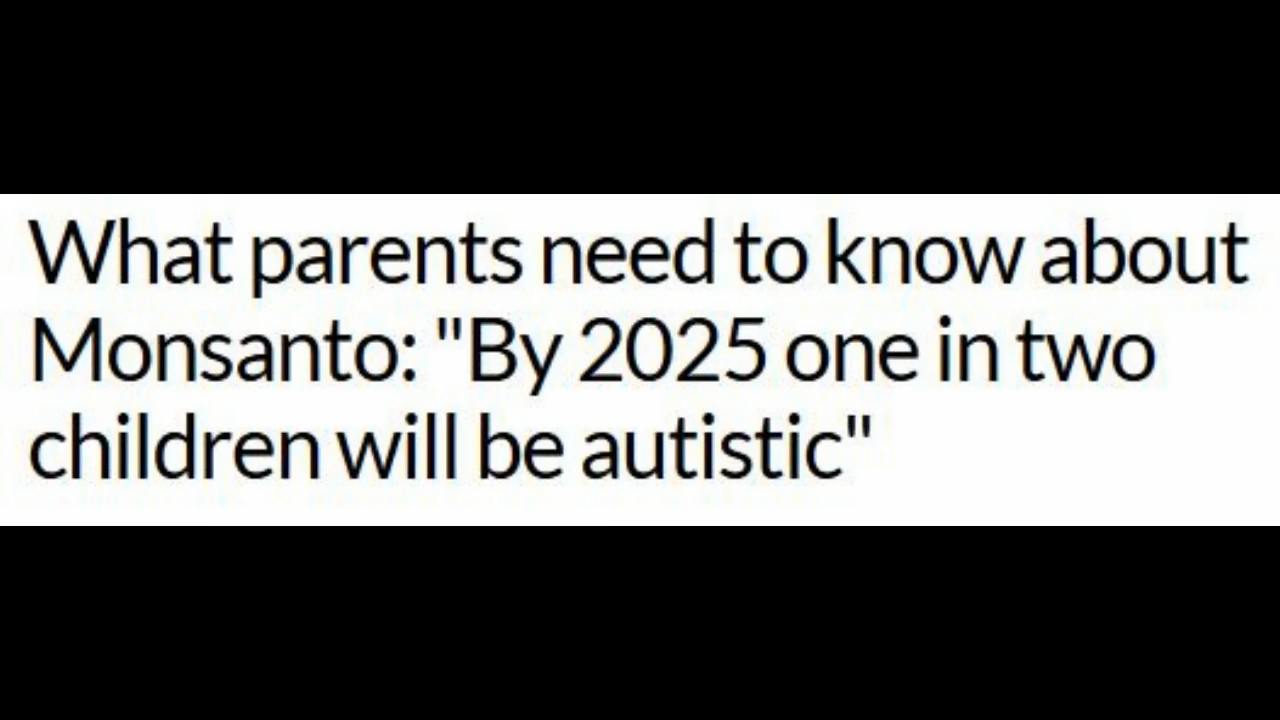 What parents need to know about
Monsanto: "By 2025 one in two
children will be autistic"